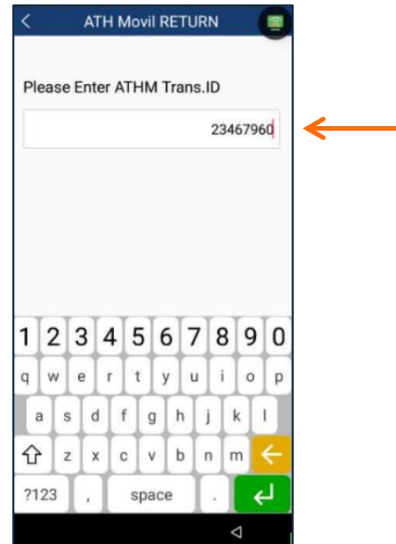 ATH Movil RETURN
Please Enter ATHM Trans.ID
23467960
1 2 3 4 5 6 7 8 9 0
q w e r t y u i o p
a s d f g h j k l
z x c v b n m
?123 , space .